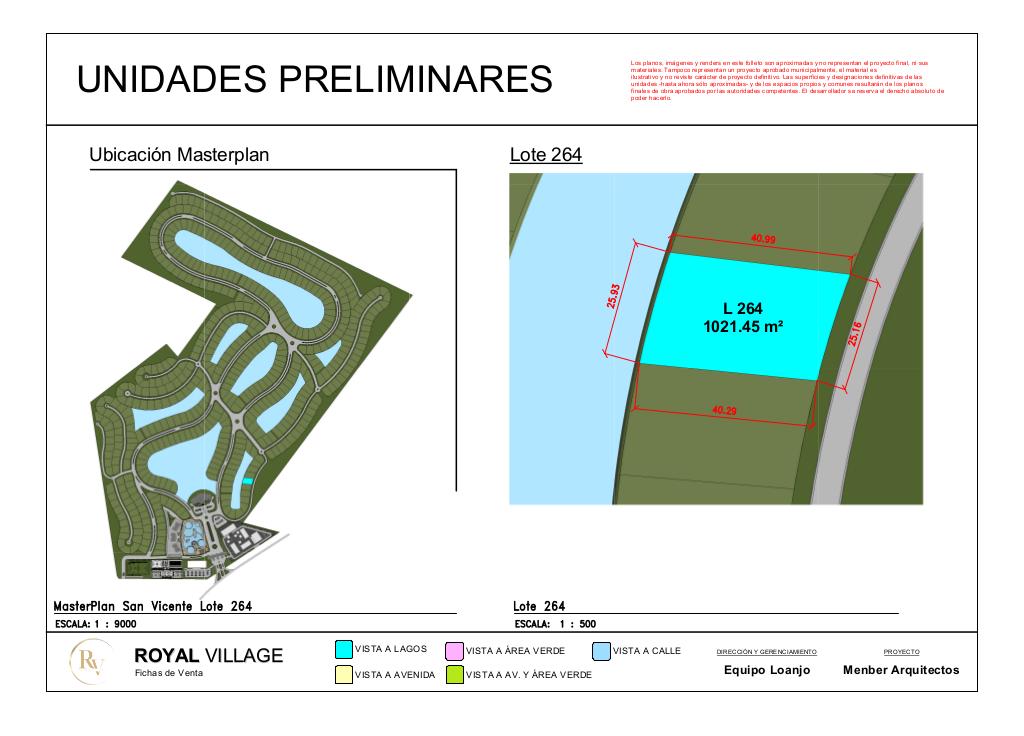 UNIDADES PRELIMINARES
Los planos, imágenes y renders en este folleto son aproximadas y no representan el proyecto final, ni sus
materiales. Tampoco representan un proyecto aprobado municipalmente, el material es
ilustrativo y no reviste carácter de proyecto definitivo. Las superficies y designaciones definitivas de las
unidades -hasta ahora sólo aproximadas- y de los espacios propios y comunes resultarán de los planos
finales de obra aprobados por las autoridades competentes. El desarrollador se reserva el derecho absoluto de
poder hacerlo.
Ubicación Masterplan
Lote 264
40.99
25.93
L 264
1021.45 m²
25.16
40.29
MasterPlan San Vicente Lote 264
ESCALA: 1 : 9000
Lote 264
ESCALA: 1 : 500
RV
ROYAL VILLAGE
Fichas de Venta
VISTA A LAGOS
VISTA A ÁREA VERDE
VISTA A CALLE
VISTA A AVENIDA
VISTA A AV. Y ÁREA VERDE
DIRECCIÓN Y GERENCIAMIENTO
Equipo Loanjo
PROYECTO
Menber Arquitectos